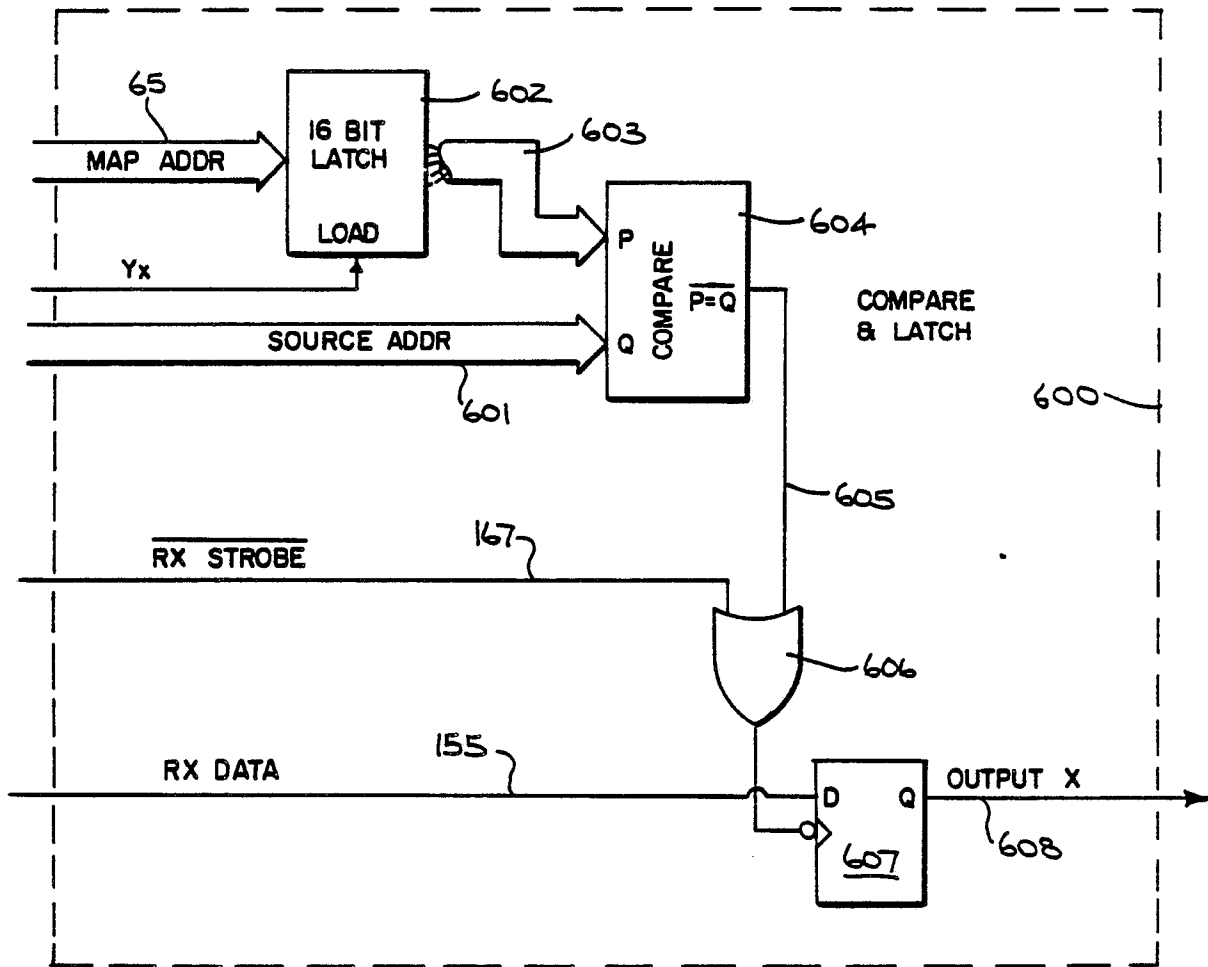 65
MAP ADDR
16 BIT
LATCH
LOAD
602
603
Yx
SOURCE ADDR
601
P
Q
COMPARE
P=Q
604
COMPARE
& LATCH
600
605
RX STROBE
167
606
RX DATA
155
D
Q
607
OUTPUT X
608